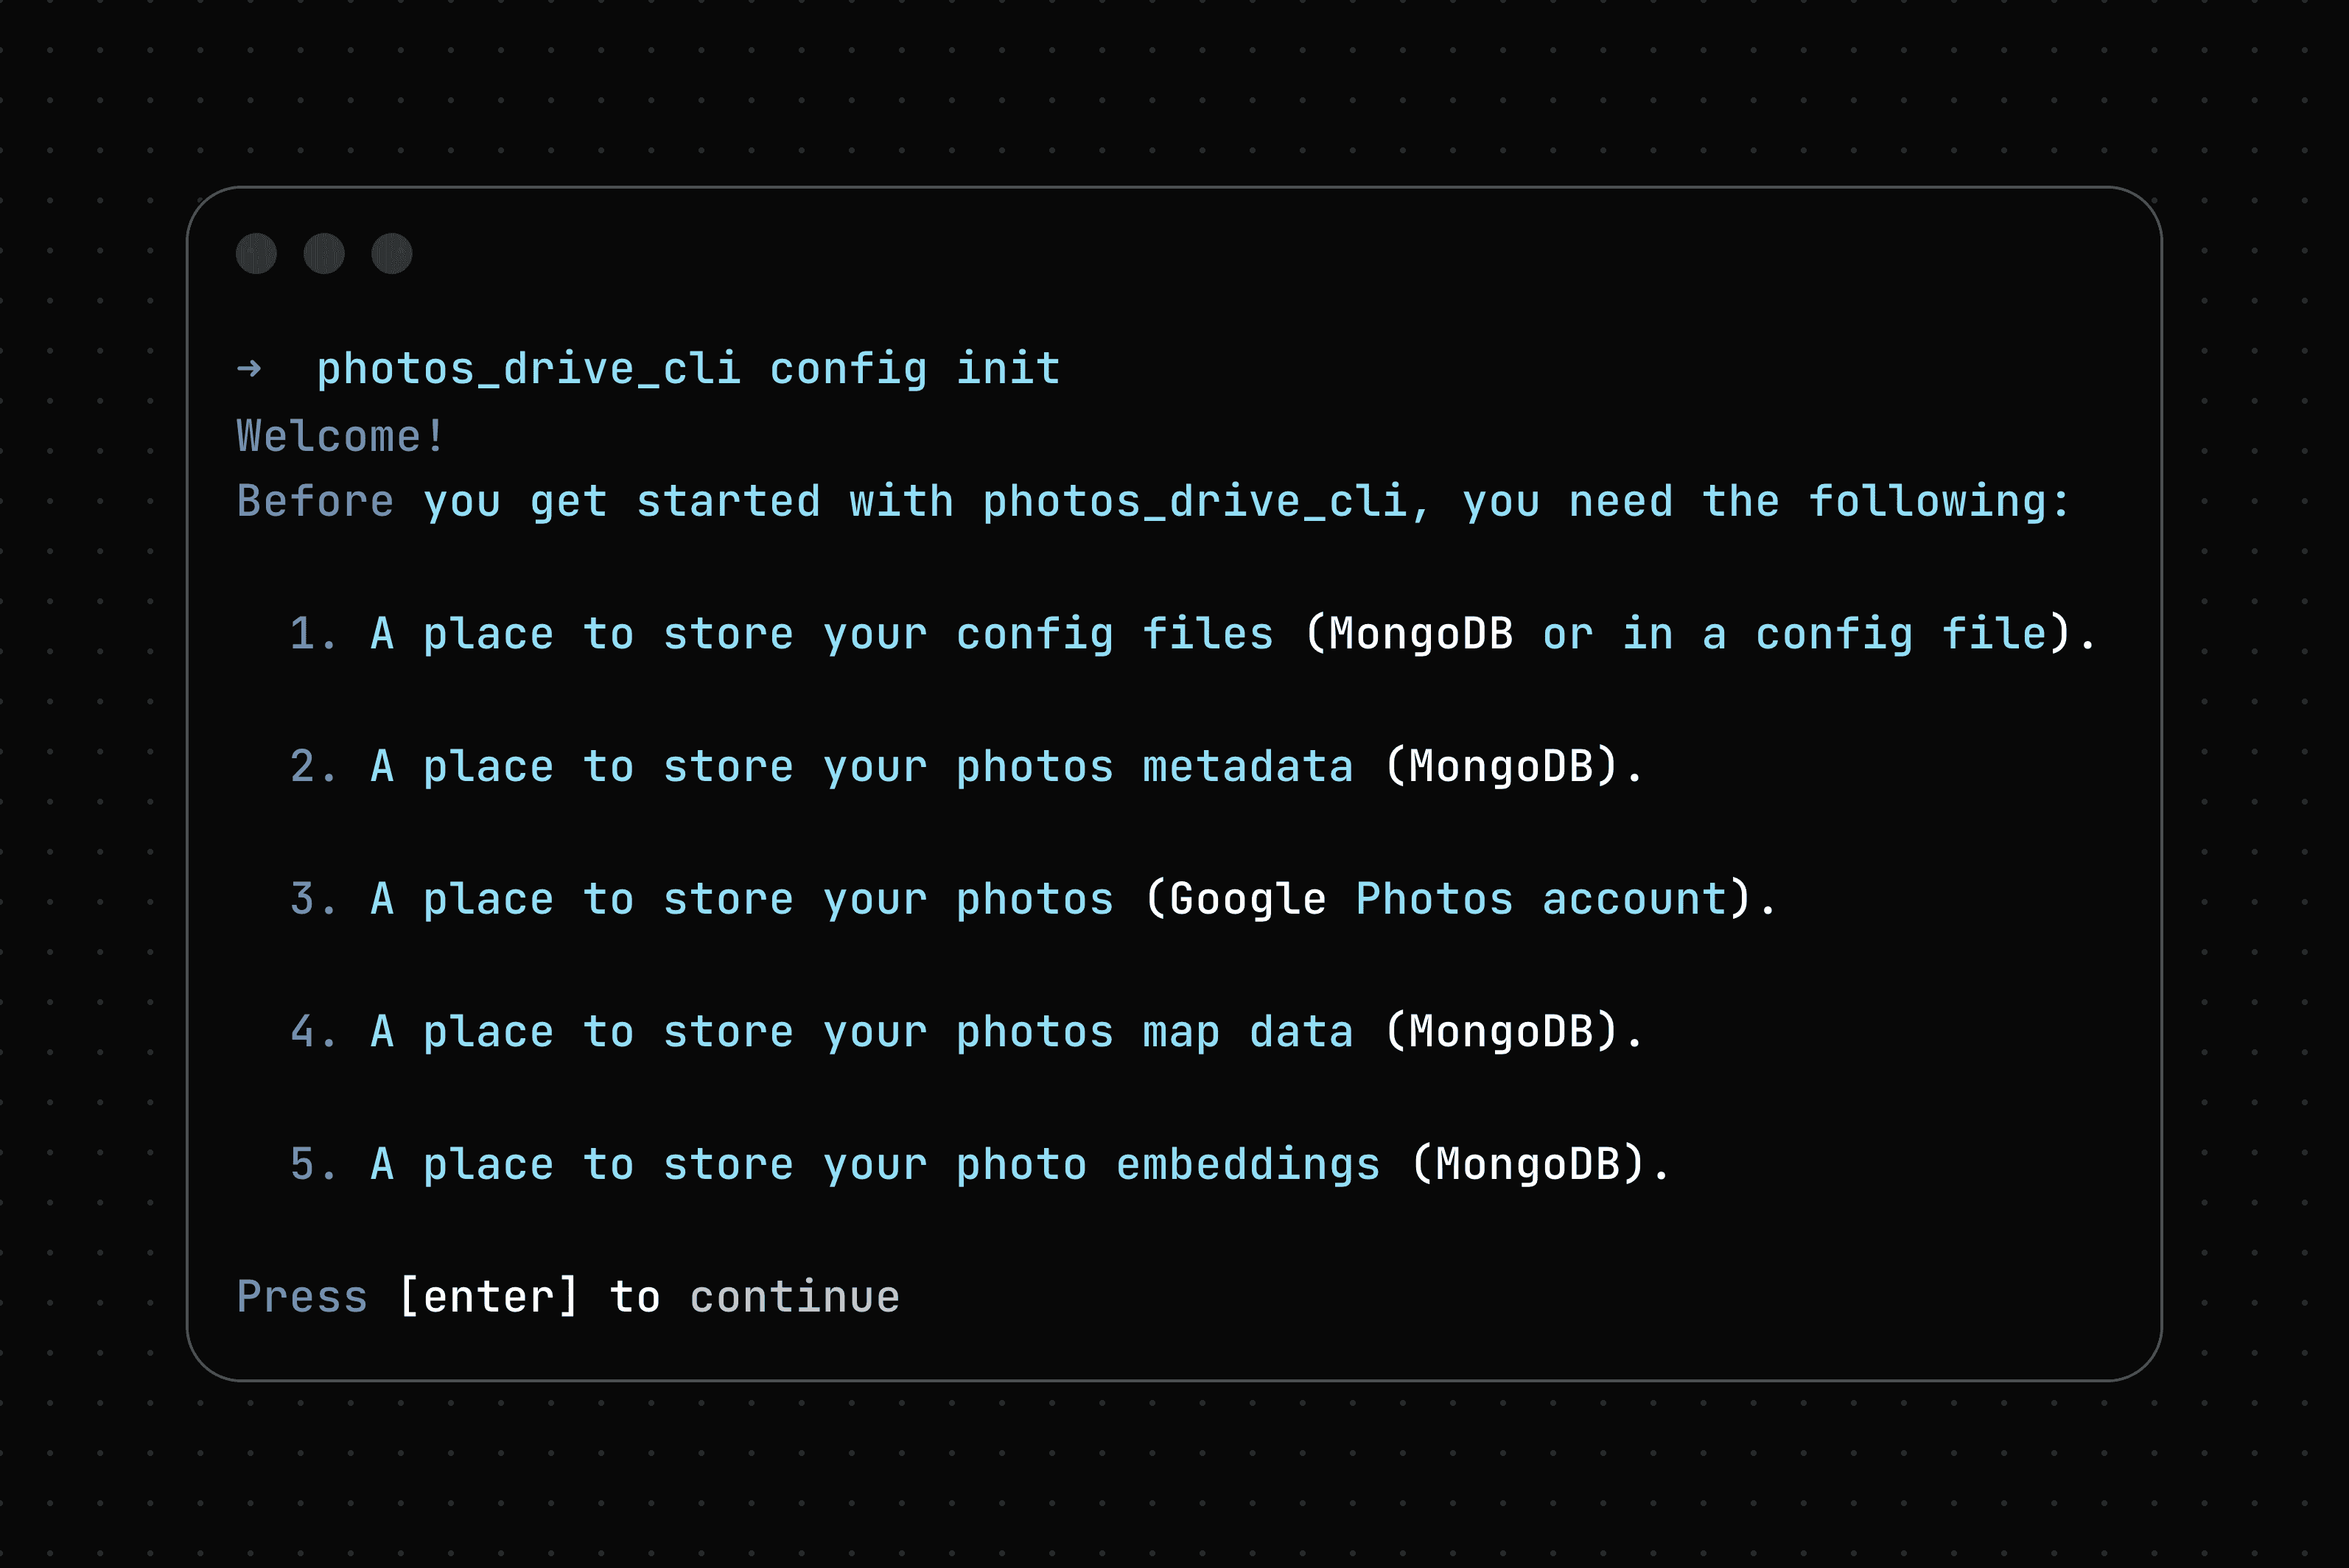 ➜  photos_drive_cli config init
Welcome!
Before you get started with photos_drive_cli, you need the following:
1. A place to store your config files (MongoDB or in a config file).
2. A place to store your photos metadata (MongoDB).
3. A place to store your photos (Google Photos account).
4. A place to store your photos map data (MongoDB).
5. A place to store your photo embeddings (MongoDB).
Press [enter] to continue